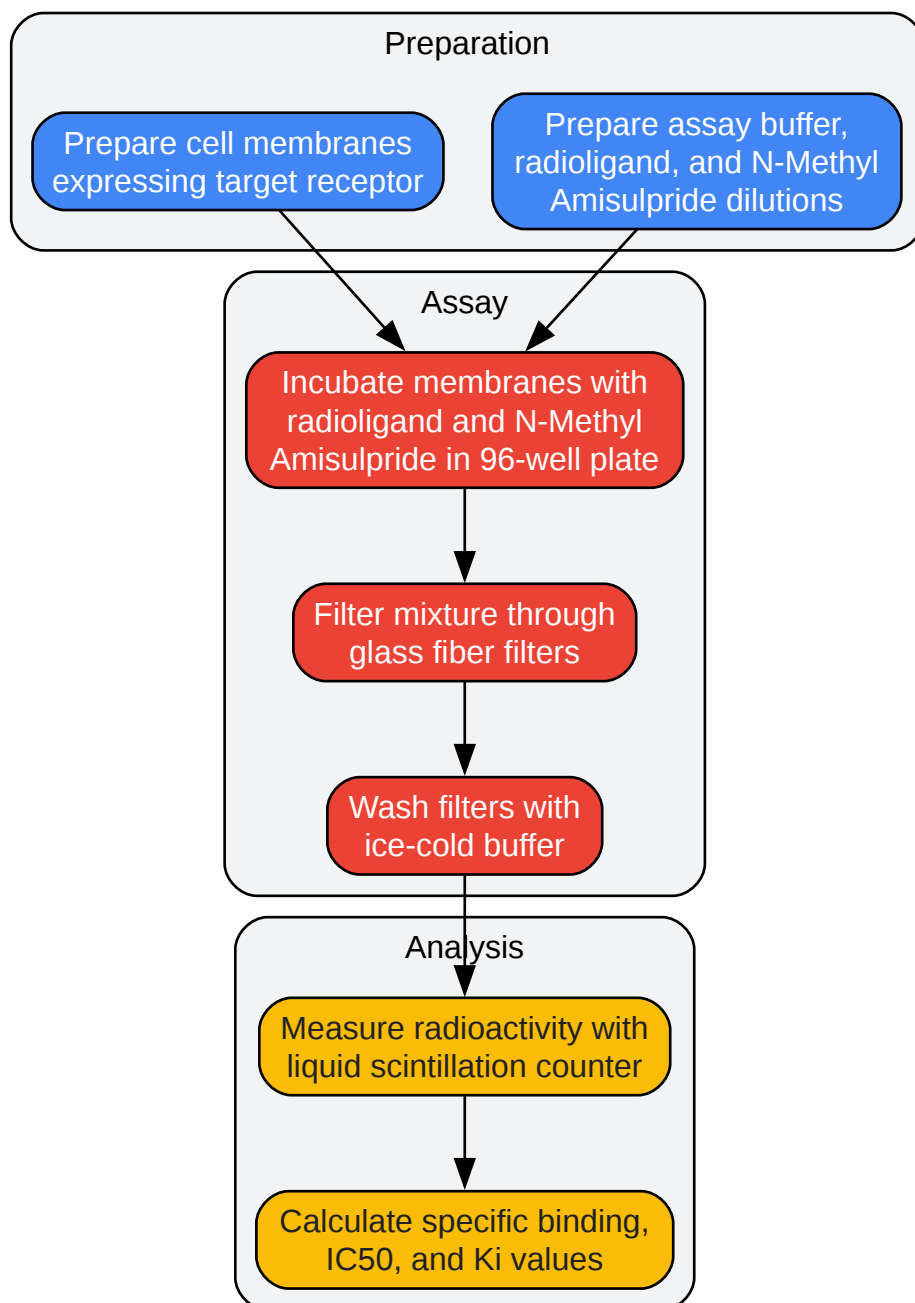 Preparation
Prepare cell membranes
expressing target receptor
Prepare assay buffer,
radioligand, and N-Methyl
Amisulpride dilutions
Assay
Incubate membranes with
radioligand and N-Methyl
Amisulpride in 96-well plate
Filter mixture through
glass fiber filters
Wash filters with
ice-cold buffer
Analysis
Measure radioactivity with
liquid scintillation counter
Calculate specific binding,
IC50, and Ki values